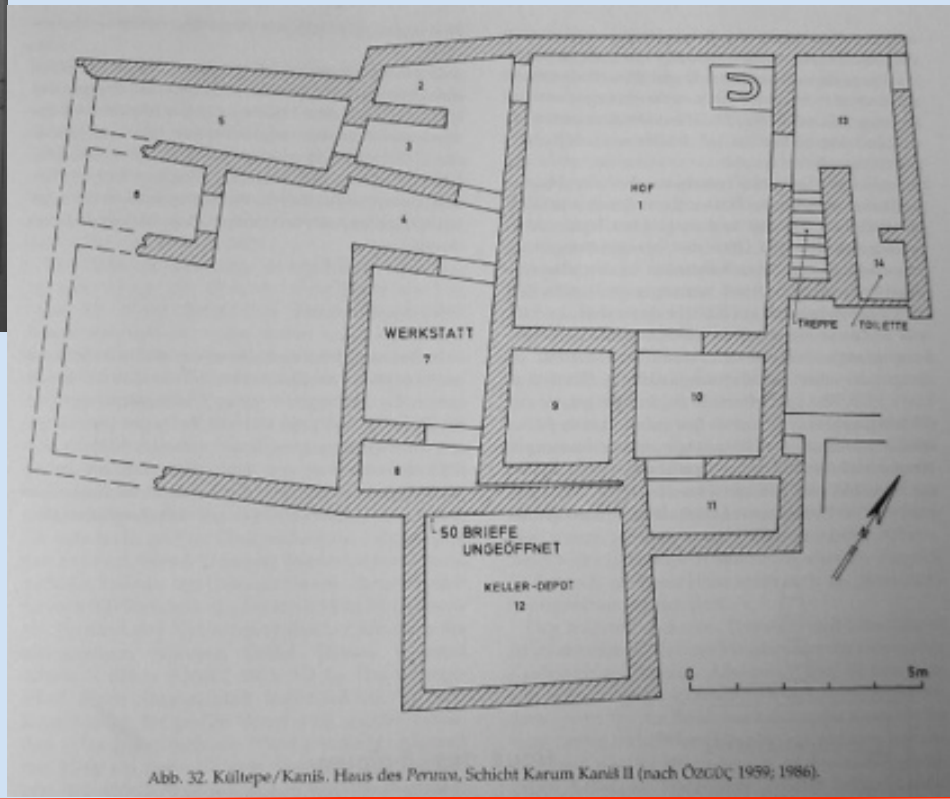 2
5
3
13
HOF
1
6
4
14
TREPPE TOILETTE
WERKSTATT
?
9
10
8
11
50 BRIEFE
UNGEÖFFNET
KELLER-DEPOT
12
0 5m
Abb. 32. Kültepe/Kaniš. Haus des Peruwa, Schicht Karum Kaniš II (nach ÖZGÜÇ 1959; 1986).